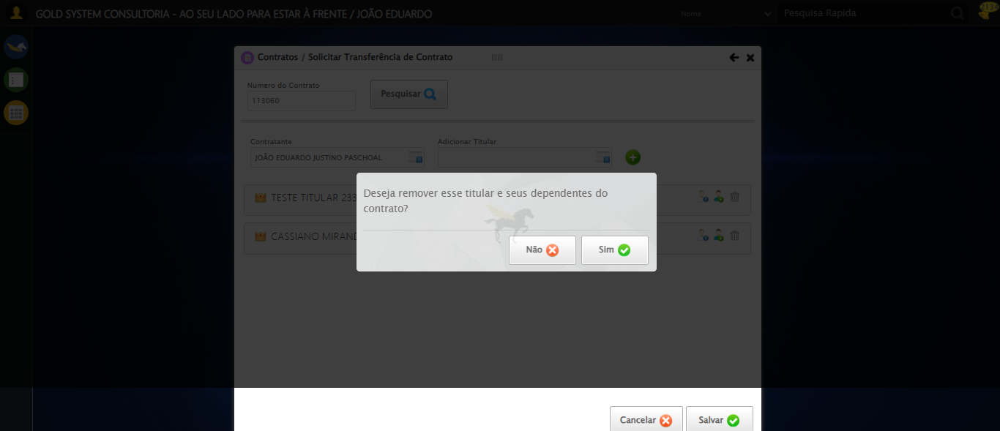 GOLD SYSTEM CONSULTORIA - AO SEU LADO PARA ESTAR À FRENTE / JOÃO EDUARDO
Nome
Pesquisa Rapida
213
Contratos / Solicitar Transferência de Contrato
Numero do Contrato
113060
Pesquisar
Contratante
Adicionar Titular
JOÃO EDUARDO JUSTINO PASCHOAL
TESTE TITULAR 233
CASSIANO MIRAND
Deseja remover esse titular e seus dependentes do
contrato?
Não
Sim
Cancelar
Salvar